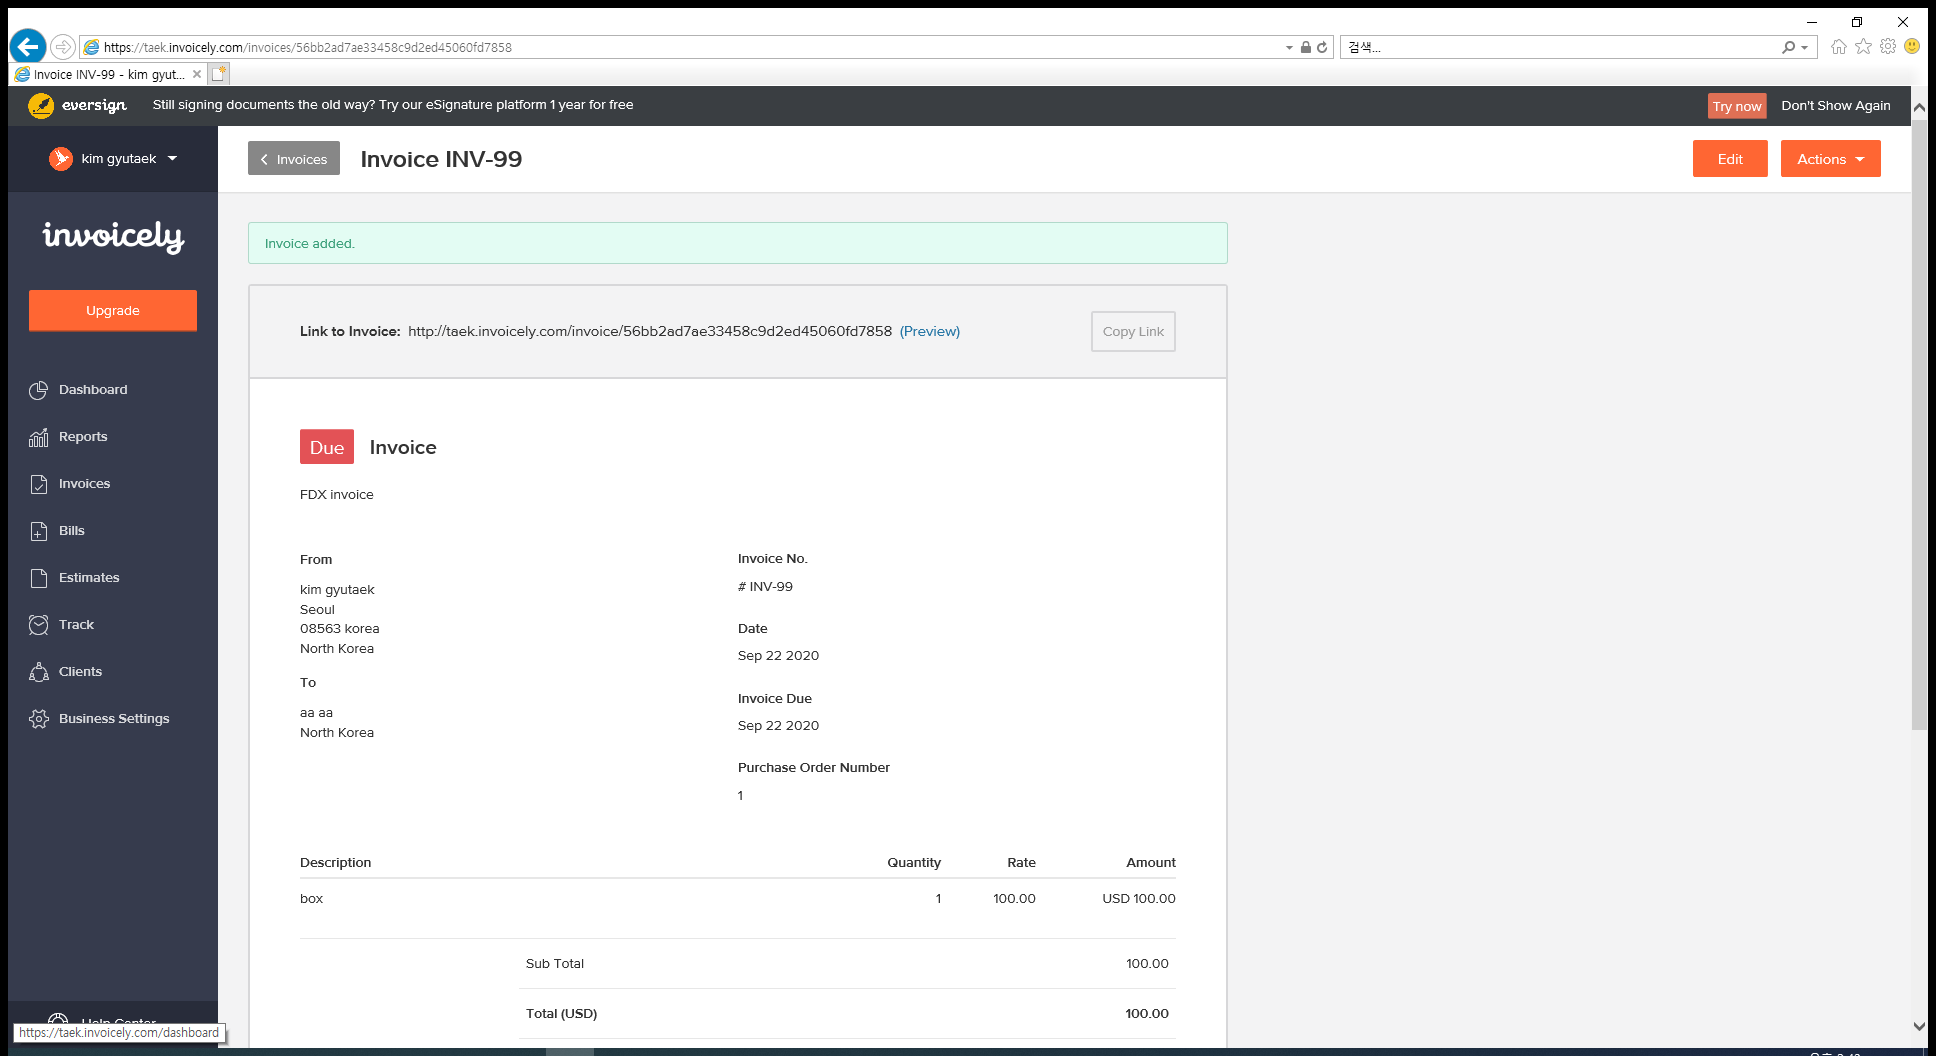 https://taek.invoicely.com/invoices/56bb2ad7ae33458c9d2ed45060fd7858
검색...
Invoice INV-99 - kim gyut...
eversign
Still signing documents the old way? Try our eSignature platform 1 year for free
Try now
Don't Show Again
kim gyutaek
Invoices
Invoice INV-99
Edit
Actions
invoicely
Invoice added.
Upgrade
Link to Invoice: http://taek.invoicely.com/invoice/56bb2ad7ae33458c9d2ed45060fd7858 (Preview)
Copy Link
Dashboard
Reports
Invoices
Bills
Estimates
Track
Clients
Business Settings
Due Invoice
FDX invoice
From
kim gyutaek
Seoul
08563 korea
North Korea
To
aa aa
North Korea
Invoice No.
# INV-99
Date
Sep 22 2020
Invoice Due
Sep 22 2020
Purchase Order Number
1
Description Quantity Rate Amount
box 1 100.00 USD 100.00
Sub Total 100.00
Total (USD) 100.00
Help Center
https://taek.invoicely.com/dashboard